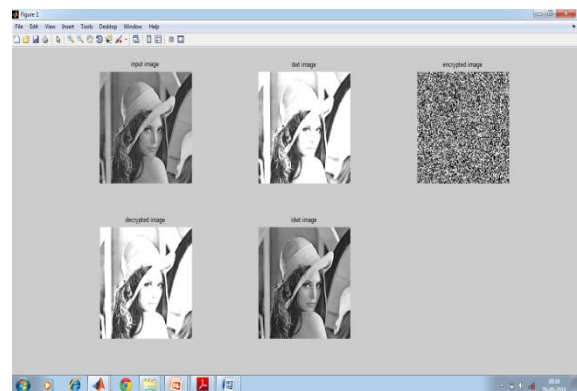 Figure 1
File Edit View Insert Tools Desktop Window Help
input image
dwt image
encrypted image
decrypted image
idwt image